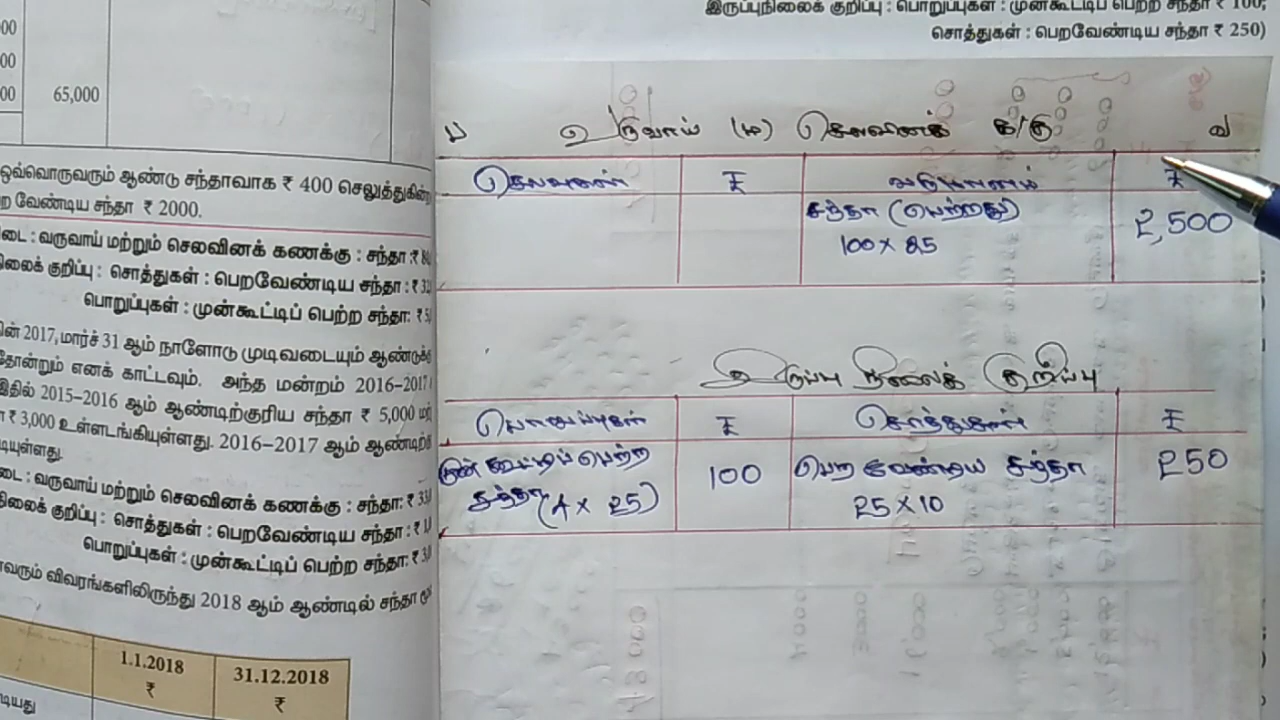 00
00
00 65,000
ஒவ்வொருவரும் ஆண்டு சந்தாவாக ₹ 400 செலுத்துகின்ற
வேண்டிய சந்தா ₹ 2000.
டை : வருவாய் மற்றும் செலவினக் கணக்கு : சந்தா :₹
நிலைக் குறிப்பு : சொத்துகள் : பெறவேண்டிய சந்தா : ₹
பொறுப்புகள் : முன்கூட்டிப் பெற்ற சந்தா: ₹
2017, மார்ச் 31 ஆம் நாளோடு முடிவடையும்
தோன்றும் எனக் காட்டவும். அந்த மன்றம் 2016–2017
இதில் 2015–2016 ஆம் ஆண்டிற்குரிய சந்தா ₹ 5,000
₹ 3,000 உள்ளடங்கியுள்ளது. 2016–2017 ஆம்
டியுள்ளது.
டை : வருவாய் மற்றும் செலவினக் கணக்கு : சந்தா: ₹
நிலைக் குறிப்பு : சொத்துகள் : பெறவேண்டிய சந்தா : ₹
பொறுப்புகள் : முன்கூட்டிப் பெற்ற சந்தா: ₹
விவரங்களிலிருந்து 2018 ஆம் ஆண்டில் சந்தா
1.1.2018 31.12.2018
₹ ₹
டியது
இருப்புநிலைக் குறிப்பு : பொறுப்புகள் : முன்கூட்டிப் பெற்ற சந்தா ₹ 100;
சொத்துகள் : பெறவேண்டிய சந்தா ₹ 250)
ப வருவாய் (ம) செலவினக் க/கு வ
செலவுகள் ₹ வருமானம் ₹
சந்தா (பெற்றது) 2,500
100 x 25
இருப்பு நிலைக் குறிப்பு
பொறுப்புகள் ₹ சொத்துகள் ₹
முன் கூட்டிப் பெற்ற 100 பெற வேண்டிய சந்தா 250
சந்தா (4 x 25) 25 x 10